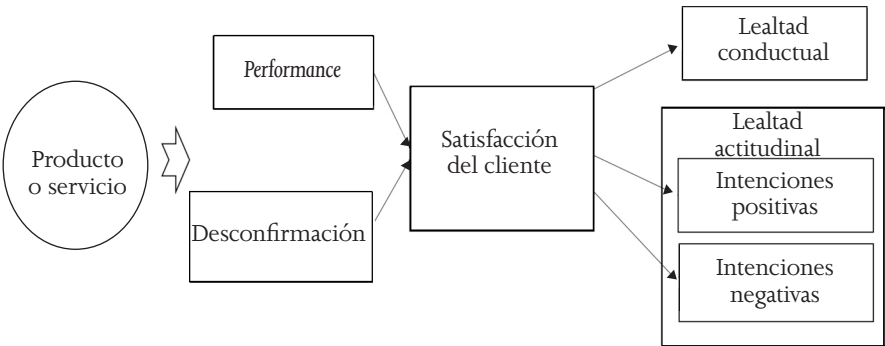 Producto
o servicio
Performance
Desconfirmación
Satisfacción
del cliente
Lealtad
conductual
Lealtad
actitudinal
Intenciones
positivas
Intenciones
negativas